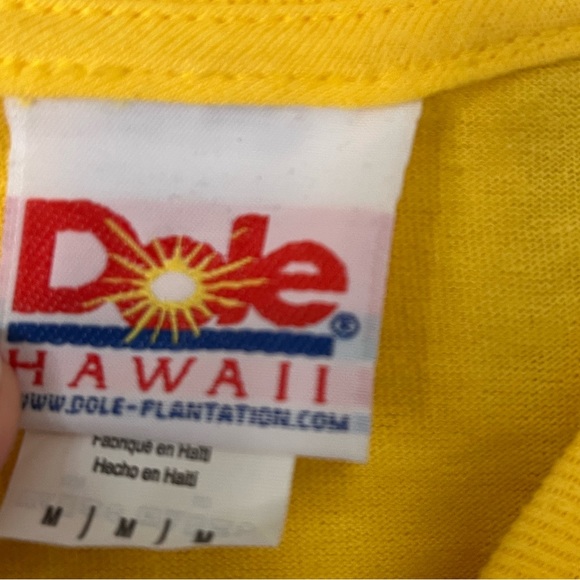 Dole®
HAWAII
WWW.DOLE-PLANTATION.COM
Fabriqué en Haïti
Hecho en Haiti
M / M / M